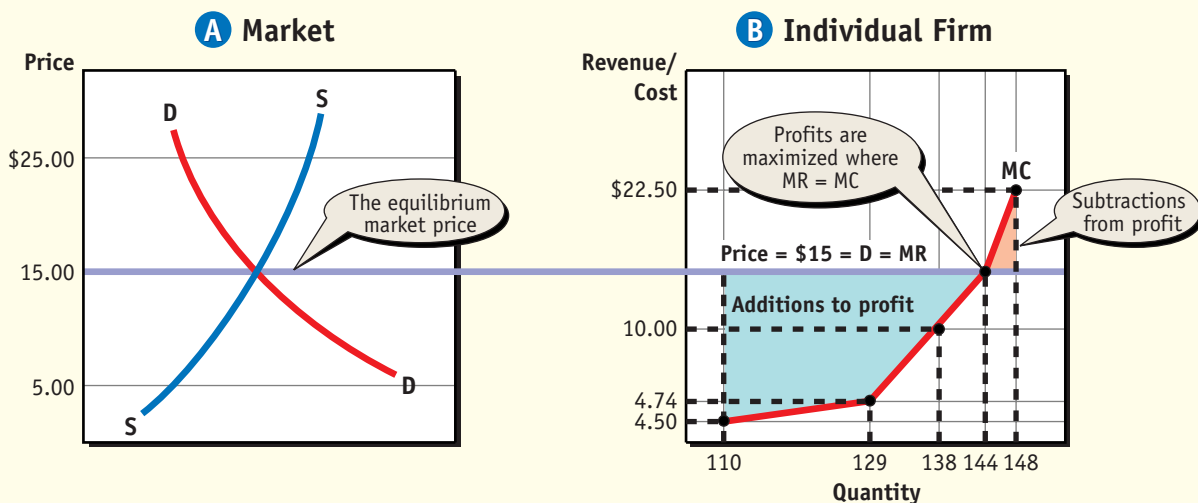 A Market
Price
D
S
$25.00
The equilibrium
market price
15.00
5.00
S
D
B Individual Firm
Revenue/
Cost
Profits are
maximized where
MR = MC
MC
$22.50
Subtractions
from profit
Price = $15 = D = MR
Additions to profit
10.00
4.74
4.50
110 129 138 144 148
Quantity